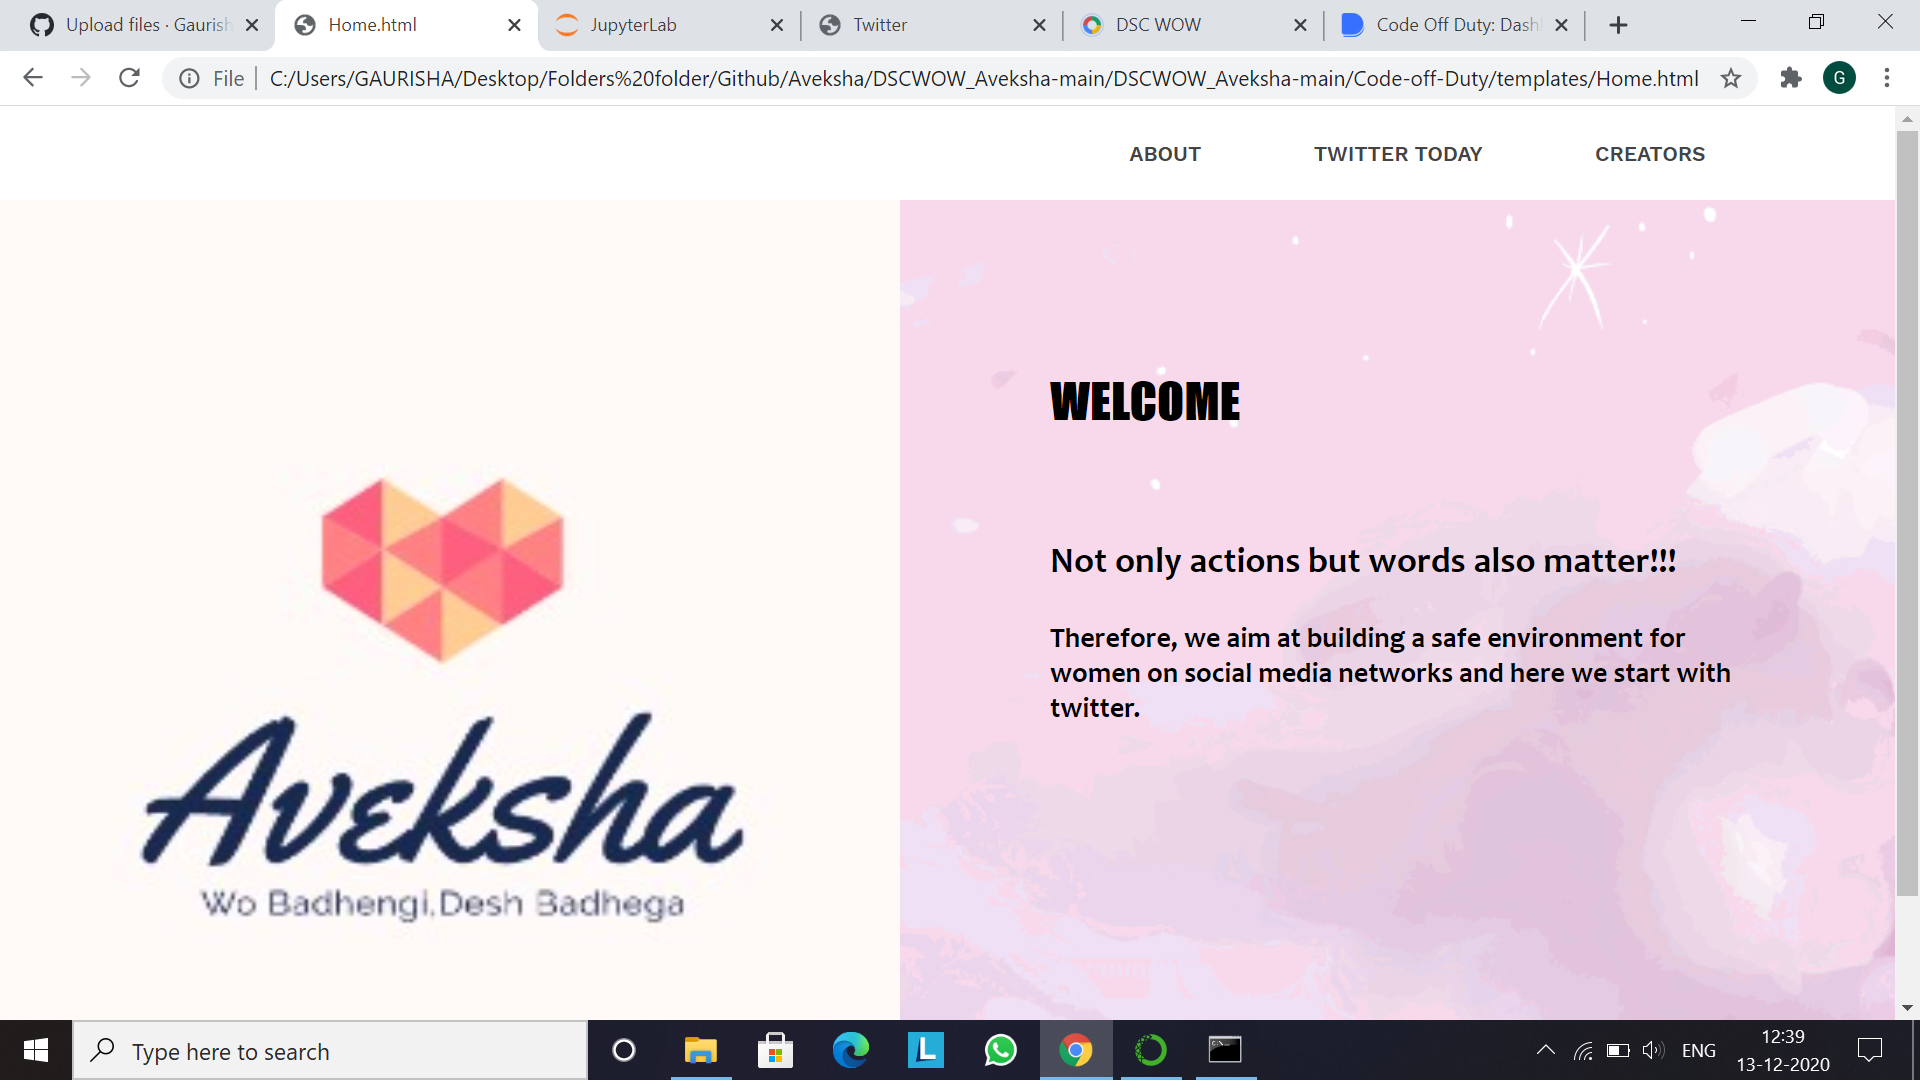 Upload files · Gaurish
Home.html
JupyterLab
Twitter
DSC WOW
Code Off Duty: Dash
File
C:/Users/GAURISHA/Desktop/Folders%20folder/Github/Aveksha/DSCWOW_Aveksha-main/DSCWOW_Aveksha-main/Code-off-Duty/templates/Home.html
G
ABOUT
TWITTER TODAY
CREATORS
Aveksha
Wo Badhengi,Desh Badhega
WELCOME
Not only actions but words also matter!!!
Therefore, we aim at building a safe environment for
women on social media networks and here we start with
twitter.
Type here to search
L
ENG
12:39
13-12-2020